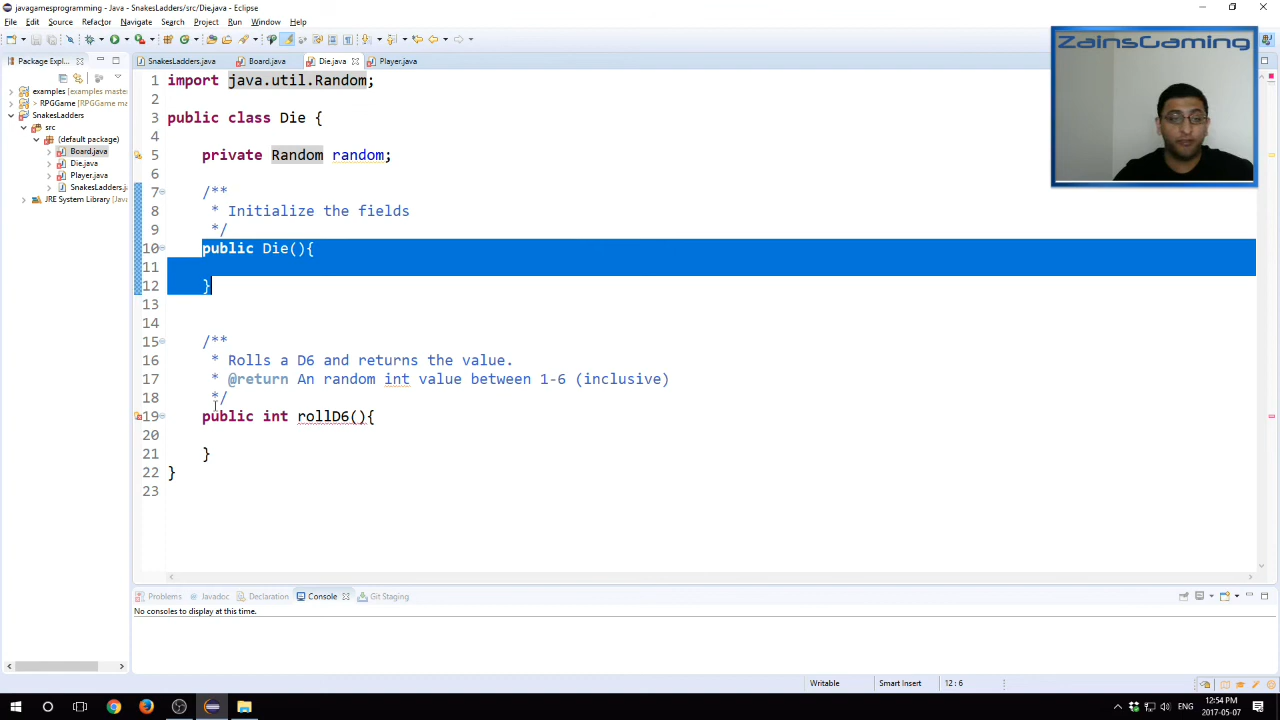 javagamesprogramming - Java - SnakesLadders/src/Die.java - Eclipse
File Edit Source Refactor Navigate Search Project Run Window Help
ZainsGaming
Package Expl...
SnakesLadders.java Board.java Die.java Player.java
examples (examples master
> RPGGame (RPGGame ma
SnakesLadders
src
(default package)
Board.java
Die.java
Player.java
SnakesLadders.j
JRE System Library [Java
1 import java.util.Random;
2
3 public class Die {
4
5 private Random random;
6
7 /**
8 * Initialize the fields
9 */
10 public Die(){
11
12 }
13
14
15 /**
16 * Rolls a D6 and returns the value.
17 * @return An random int value between 1-6 (inclusive)
18 */
19 public int rollD6(){
20
21 }
22 }
23
Problems Javadoc Declaration Console Git Staging
No consoles to display at this time.
Writable Smart Insert 12 : 6
ENG 12:54 PM
2017-05-07